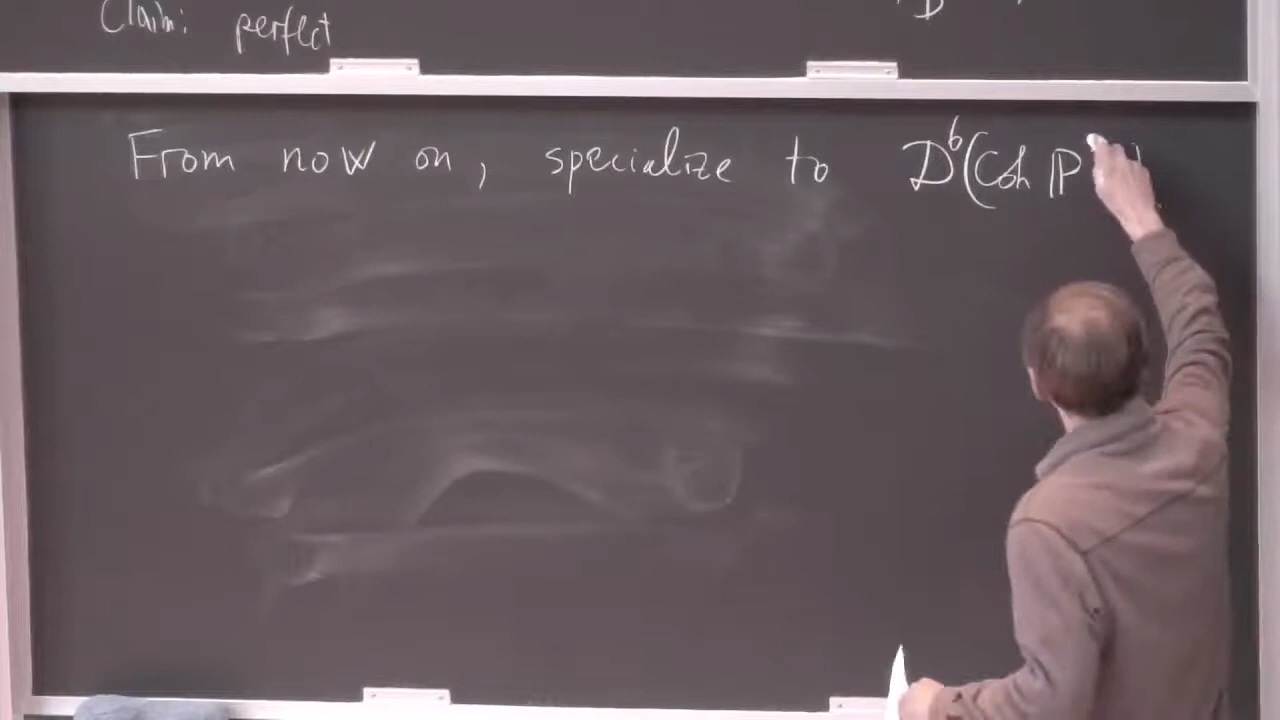 Claim: perfect
From now on, specialize to D^b(Coh ℙ